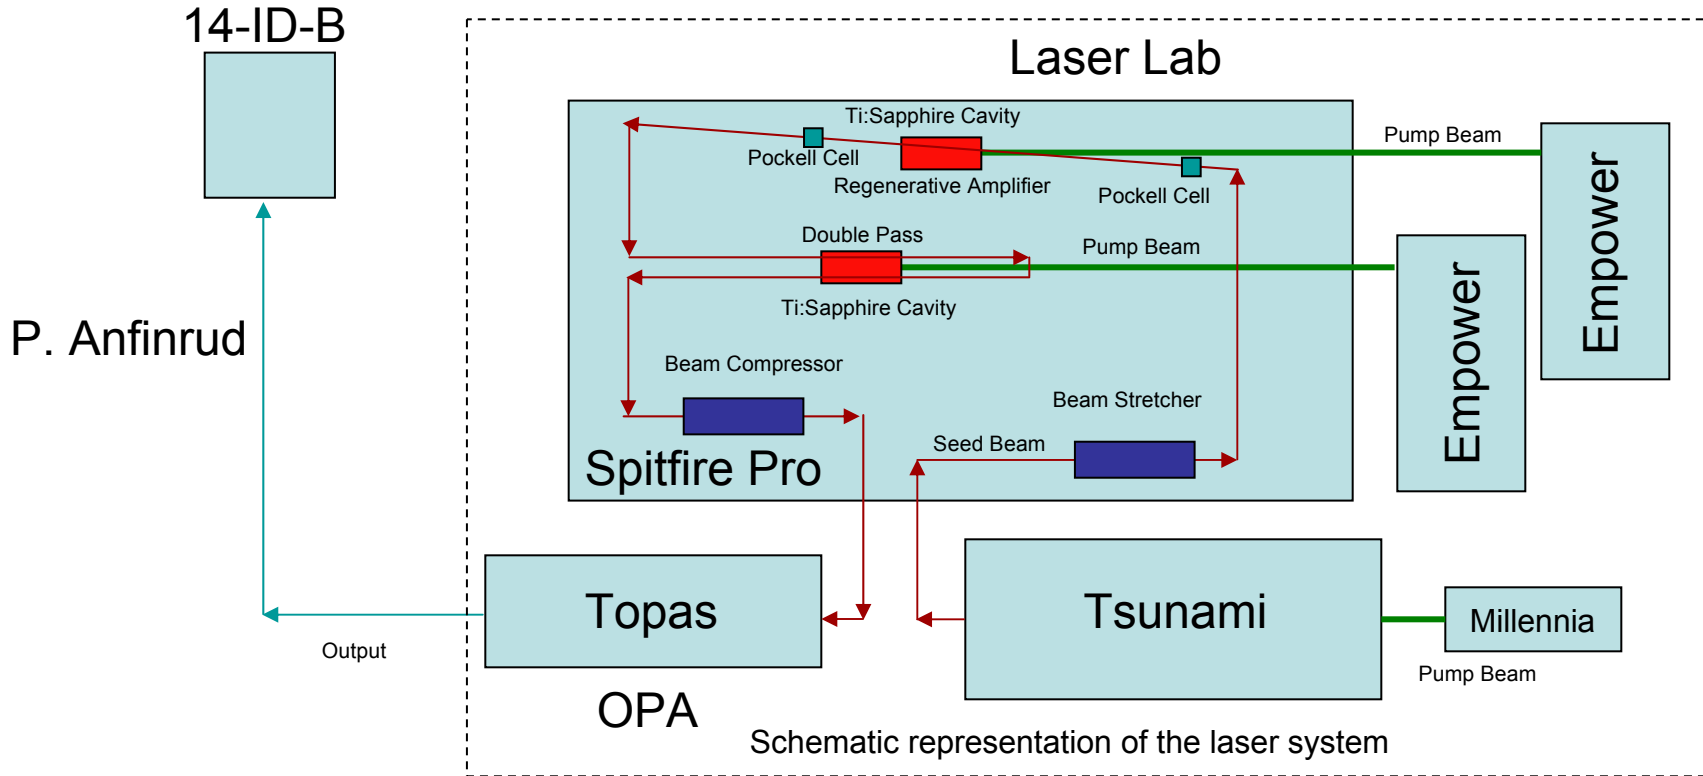 14-ID-B
Laser Lab
Ti:Sapphire Cavity
Pump Beam
Pockell Cell
Regenerative Amplifier
Pockell Cell
Empower
Double Pass
Pump Beam
Ti:Sapphire Cavity
Empower
P. Anfinrud
Beam Compressor
Beam Stretcher
Seed Beam
Spitfire Pro
Topas
Tsunami
Millennia
Output
Pump Beam
OPA
Schematic representation of the laser system